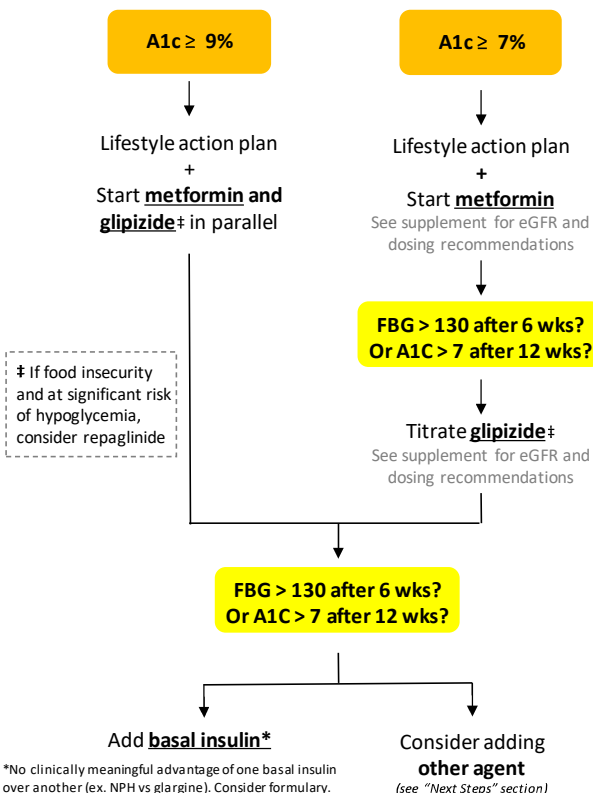 A1c ≥ 9%
Lifestyle action plan
+
Start metformin and
glipizide‡ in parallel
A1c ≥ 7%
Lifestyle action plan
+
Start metformin
See supplement for eGFR and
dosing recommendations
FBG > 130 after 6 wks?
Or A1C > 7 after 12 wks?
‡ If food insecurity
and at significant risk
of hypoglycemia,
consider repaglinide
Titrate glipizide‡
See supplement for eGFR and
dosing recommendations
FBG > 130 after 6 wks?
Or A1C > 7 after 12 wks?
Add basal insulin*
*No clinically meaningful advantage of one basal insulin
over another (ex. NPH vs glargine). Consider formulary.
Consider adding
other agent
(see “Next Steps” section)